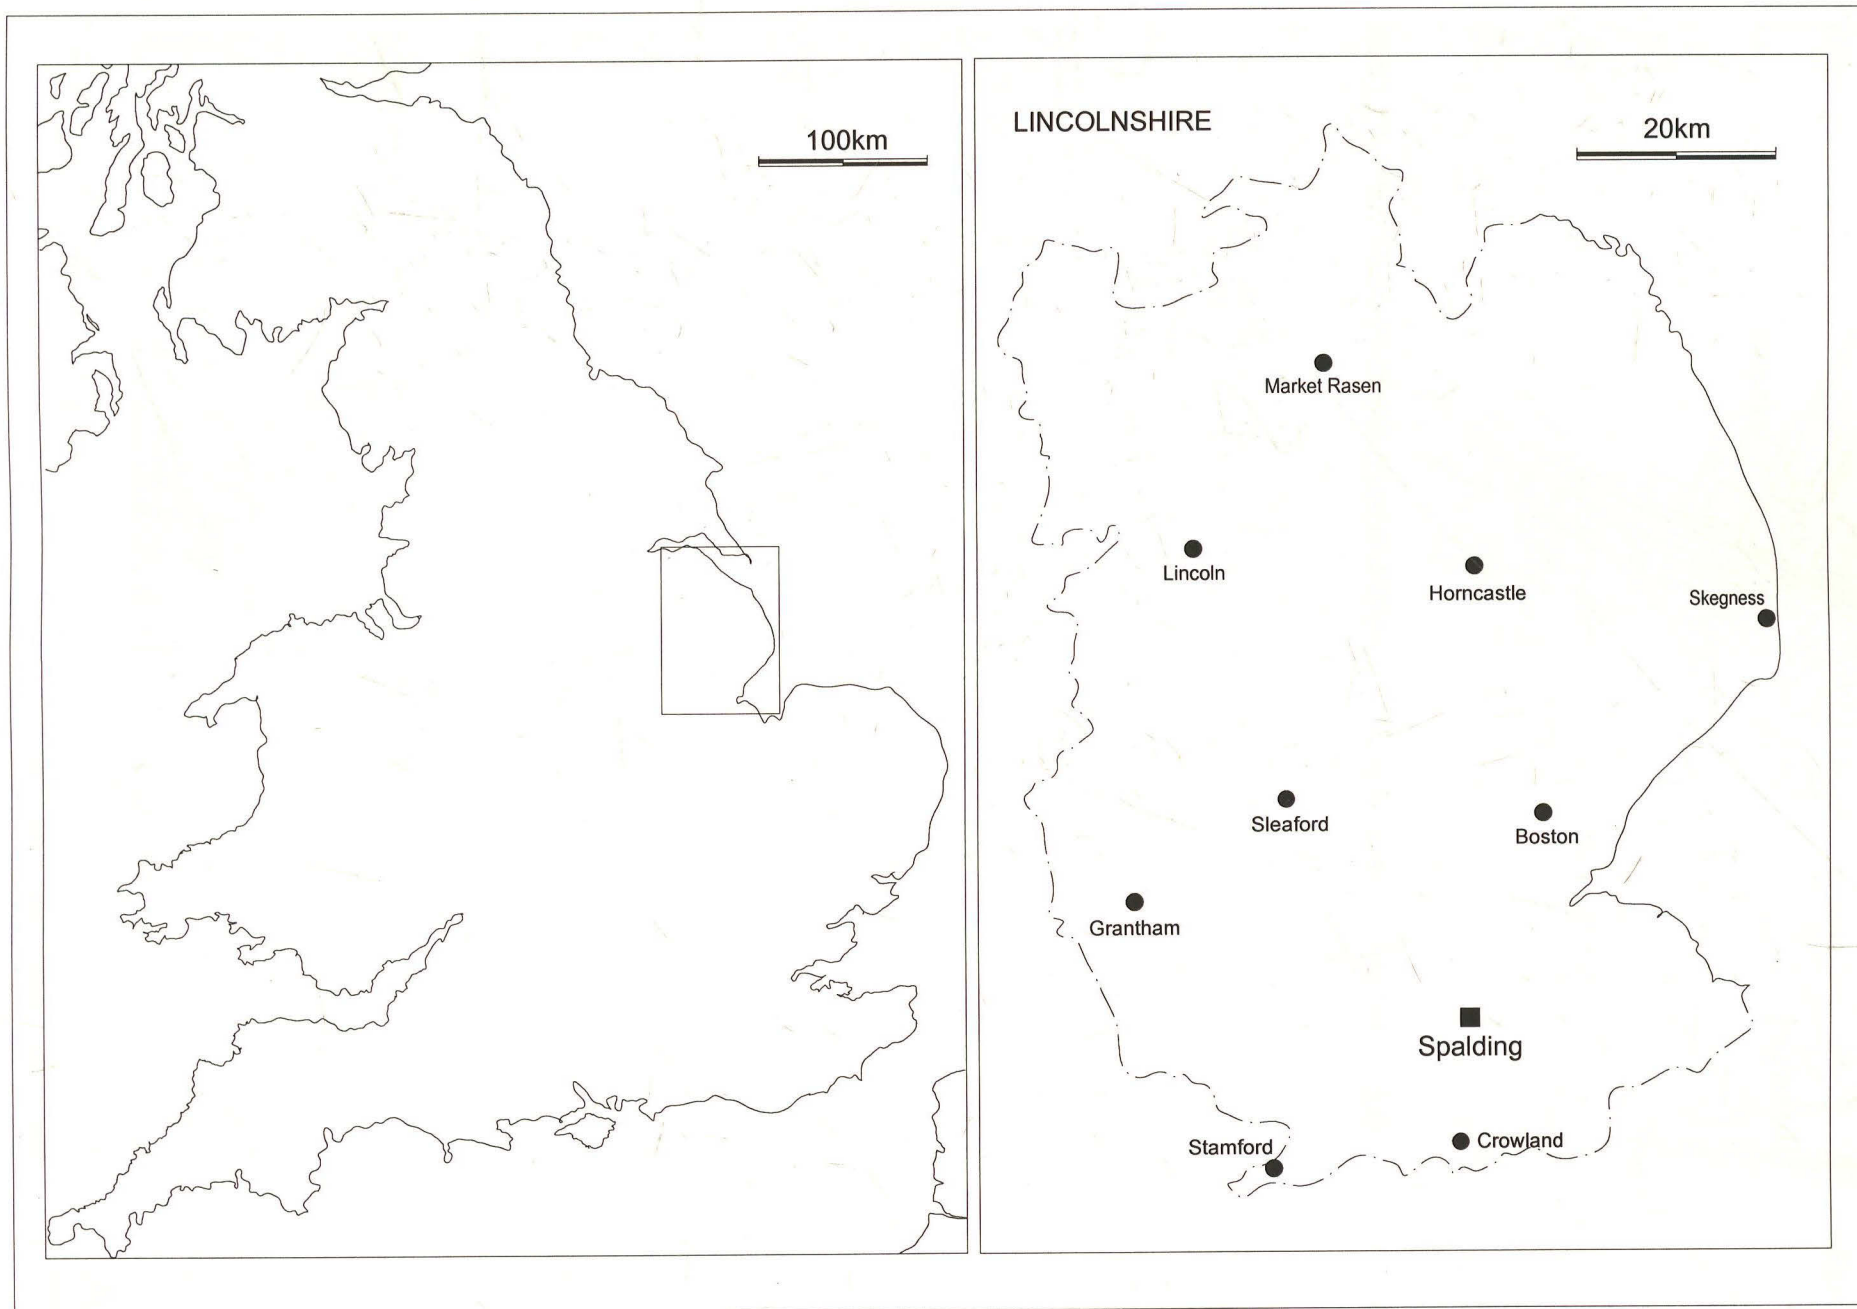 100km
LINCOLNSHIRE
20km
Market Rasen
Lincoln
Horncastle
Skegness
Sleaford
Boston
Grantham
Spalding
Stamford
Crowland